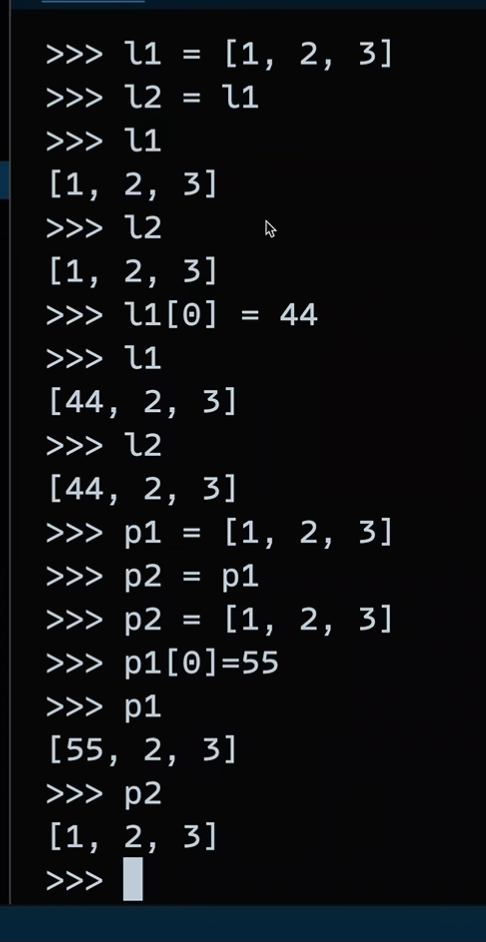 >>> l1 = [1, 2, 3]
>>> l2 = l1
>>> l1
[1, 2, 3]
>>> l2
[1, 2, 3]
>>> l1[0] = 44
>>> l1
[44, 2, 3]
>>> l2
[44, 2, 3]
>>> p1 = [1, 2, 3]
>>> p2 = p1
>>> p2 = [1, 2, 3]
>>> p1[0]=55
>>> p1
[55, 2, 3]
>>> p2
[1, 2, 3]
>>>